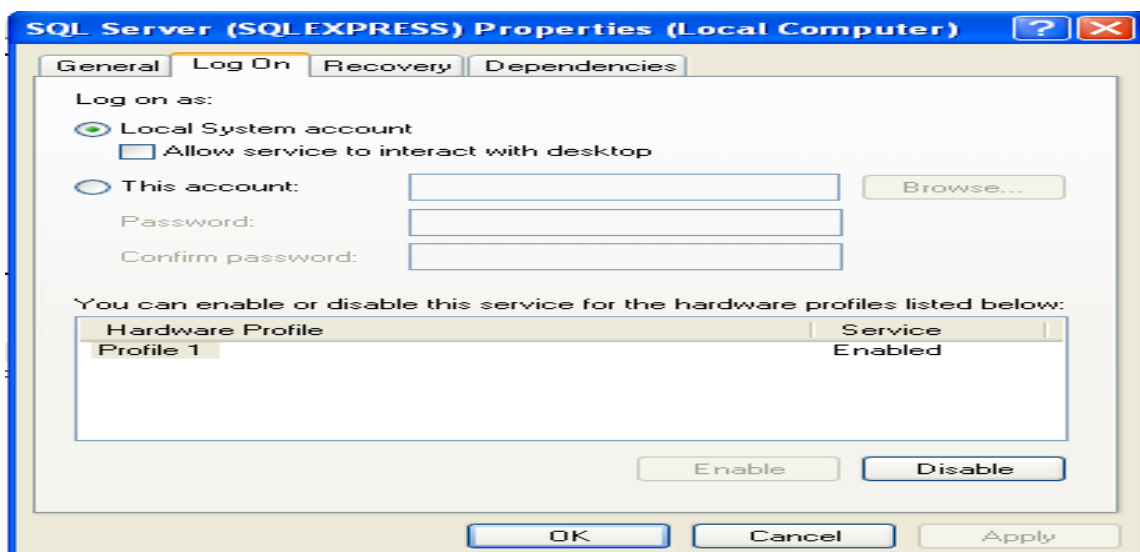 SQL Server (SQLEXPRESS) Properties (Local Computer)
General Log On Recovery Dependencies
Log on as:
Local System account
Allow service to interact with desktop
This account: Browse...
Password:
Confirm password:
You can enable or disable this service for the hardware profiles listed below:
Hardware Profile Service
Profile 1 Enabled
Enable Disable
OK Cancel Apply